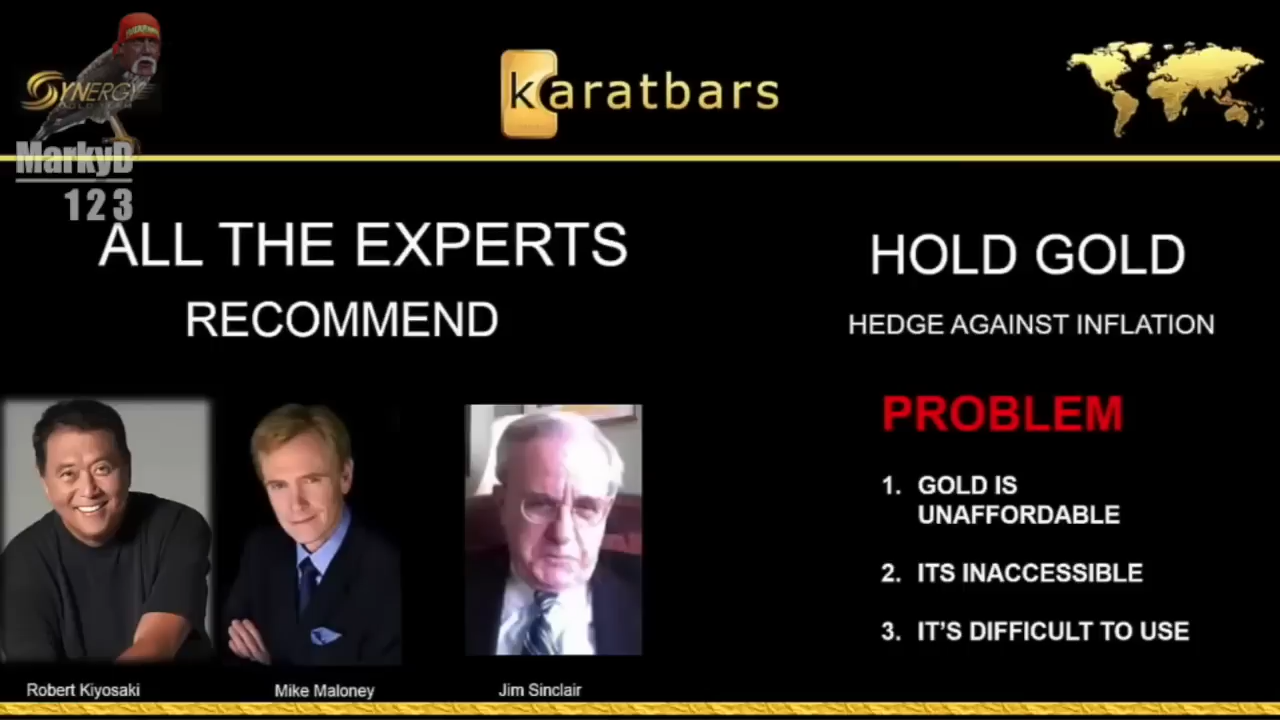 SYNERGY
MarkyD
123
karatbars
ALL THE EXPERTS
RECOMMEND
Robert Kiyosaki
Mike Maloney
Jim Sinclair
HOLD GOLD
HEDGE AGAINST INFLATION
PROBLEM
1. GOLD IS
UNAFFORDABLE
2. ITS INACCESSIBLE
3. IT'S DIFFICULT TO USE